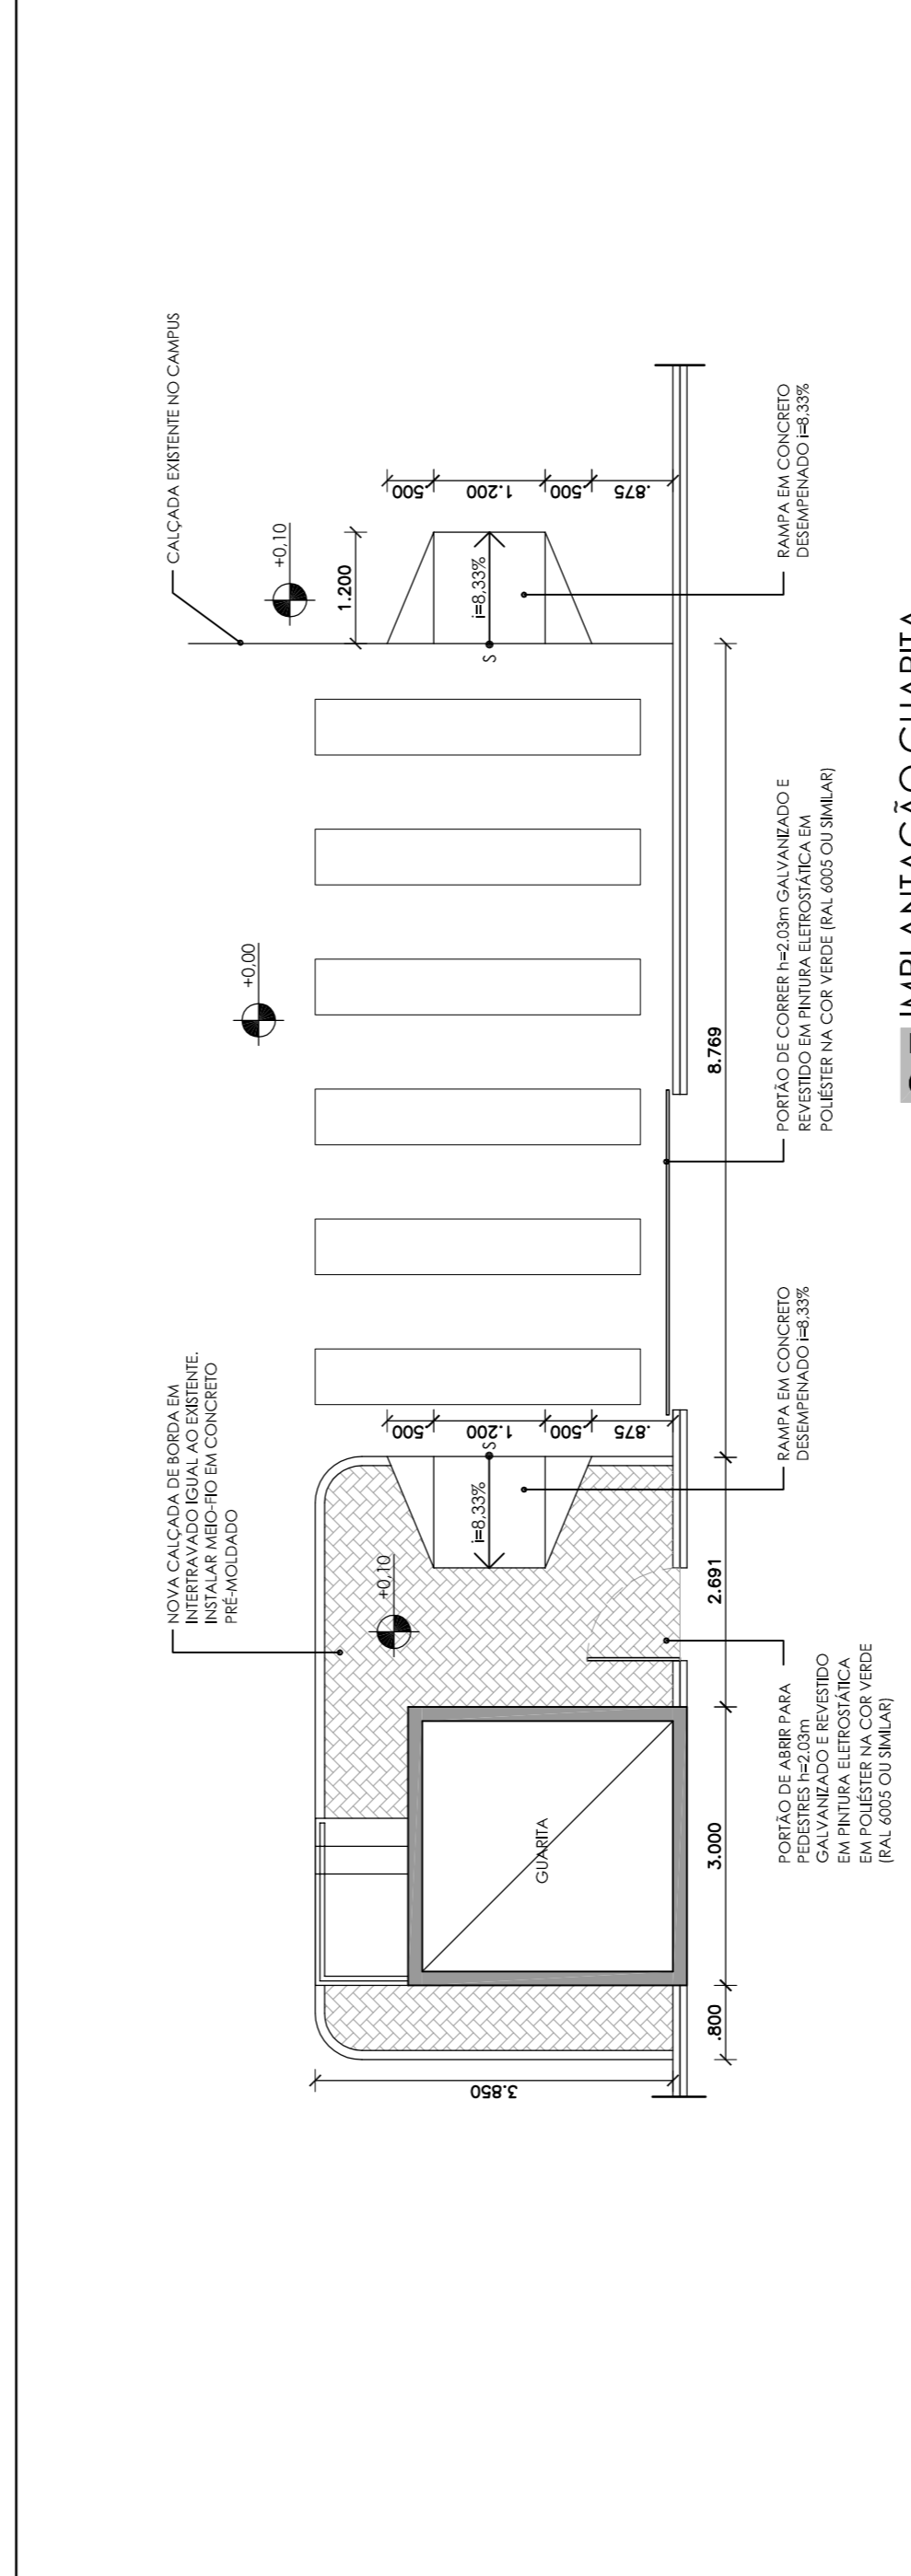 NOVA CALÇADA DE BORDA EM
INTERTRAVADO IGUAL AO EXISTENTE.
INSTALAR MEIO-FIO EM CONCRETO
PRÉ-MOLDADO
CALÇADA EXISTENTE NO CAMPUS
+0,00
+0,10
1.200
+0,10
.500
1.200
.500
.875
.500
1.200
.500
.875
i=8,33%
S
S
i=8,33%
GUARITA
3.850
.800
3.000
2.691
8.769
PORTÃO DE ABRIR PARA
PEDESTRES h=2.03m
GALVANIZADO E REVESTIDO
EM PINTURA ELETROSTÁTICA
EM POLIÉSTER NA COR VERDE
(RAL 6005 OU SIMILAR)
RAMPA EM CONCRETO
DESEMPENADO i=8,33%
PORTÃO DE CORRER h=2.03m GALVANIZADO E
REVESTIDO EM PINTURA ELETROSTÁTICA EM
POLIÉSTER NA COR VERDE (RAL 6005 OU SIMILAR)
RAMPA EM CONCRETO
DESEMPENADO i=8,33%
IMPLANTAÇÃO GUARITA